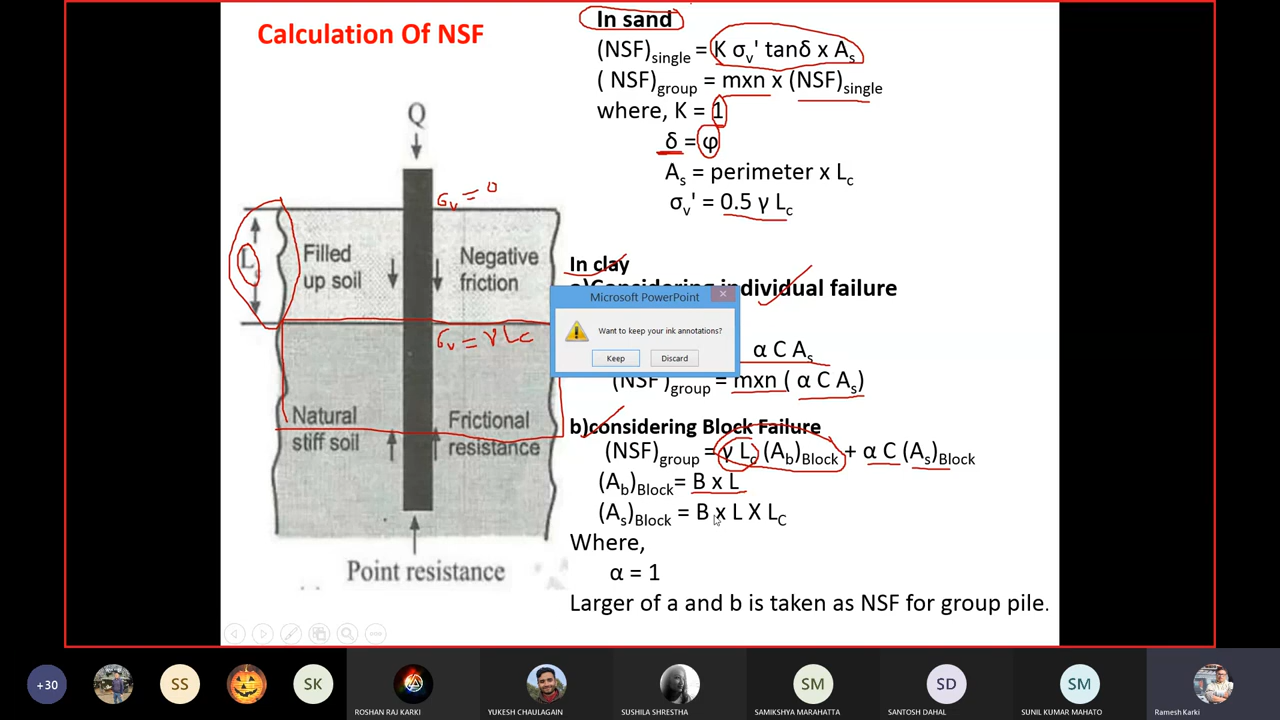 Calculation Of NSF
In sand
(NSF)single = K σv' tanδ x As
( NSF)group = mxn x (NSF)single
where, K = 1
δ = φ
As = perimeter x Lc
σv' = 0.5 γ Lc
Q
σv = 0
L
Filled
up soil
Negative
friction
σv = γ Lc
Natural
stiff soil
Frictional
resistance
Point resistance
In clay
a)Considering individual failure
α C As
(NSF)group = mxn ( α C As)
b)considering Block Failure
(NSF)group = γ Lc (Ab)Block + α C (As)Block
(Ab)Block= B x L
(As)Block = B x L X LC
Where,
α = 1
Larger of a and b is taken as NSF for group pile.
Microsoft PowerPoint
Want to keep your ink annotations?
Keep
Discard
+30
SS
SK
ROSHAN RAJ KARKI
YUKESH CHAULAGAIN
SUSHILA SHRESTHA
SM
SAMIKSHYA MARAHATTA
SD
SANTOSH DAHAL
SM
SUNIL KUMAR MAHATO
Ramesh Karki